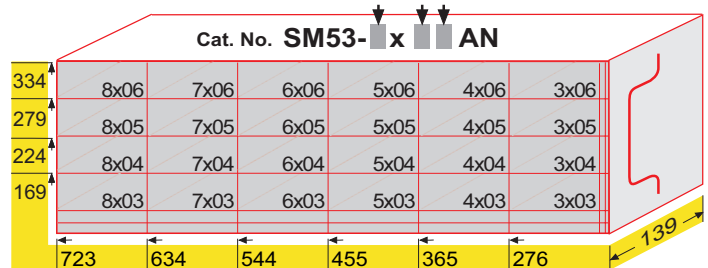 Cat. No. SM53- x AN
334 8x06 7x06 6x06 5x06 4x06 3x06
279 8x05 7x05 6x05 5x05 4x05 3x05
224 8x04 7x04 6x04 5x04 4x04 3x04
169 8x03 7x03 6x03 5x03 4x03 3x03
723 634 544 455 365 276 139